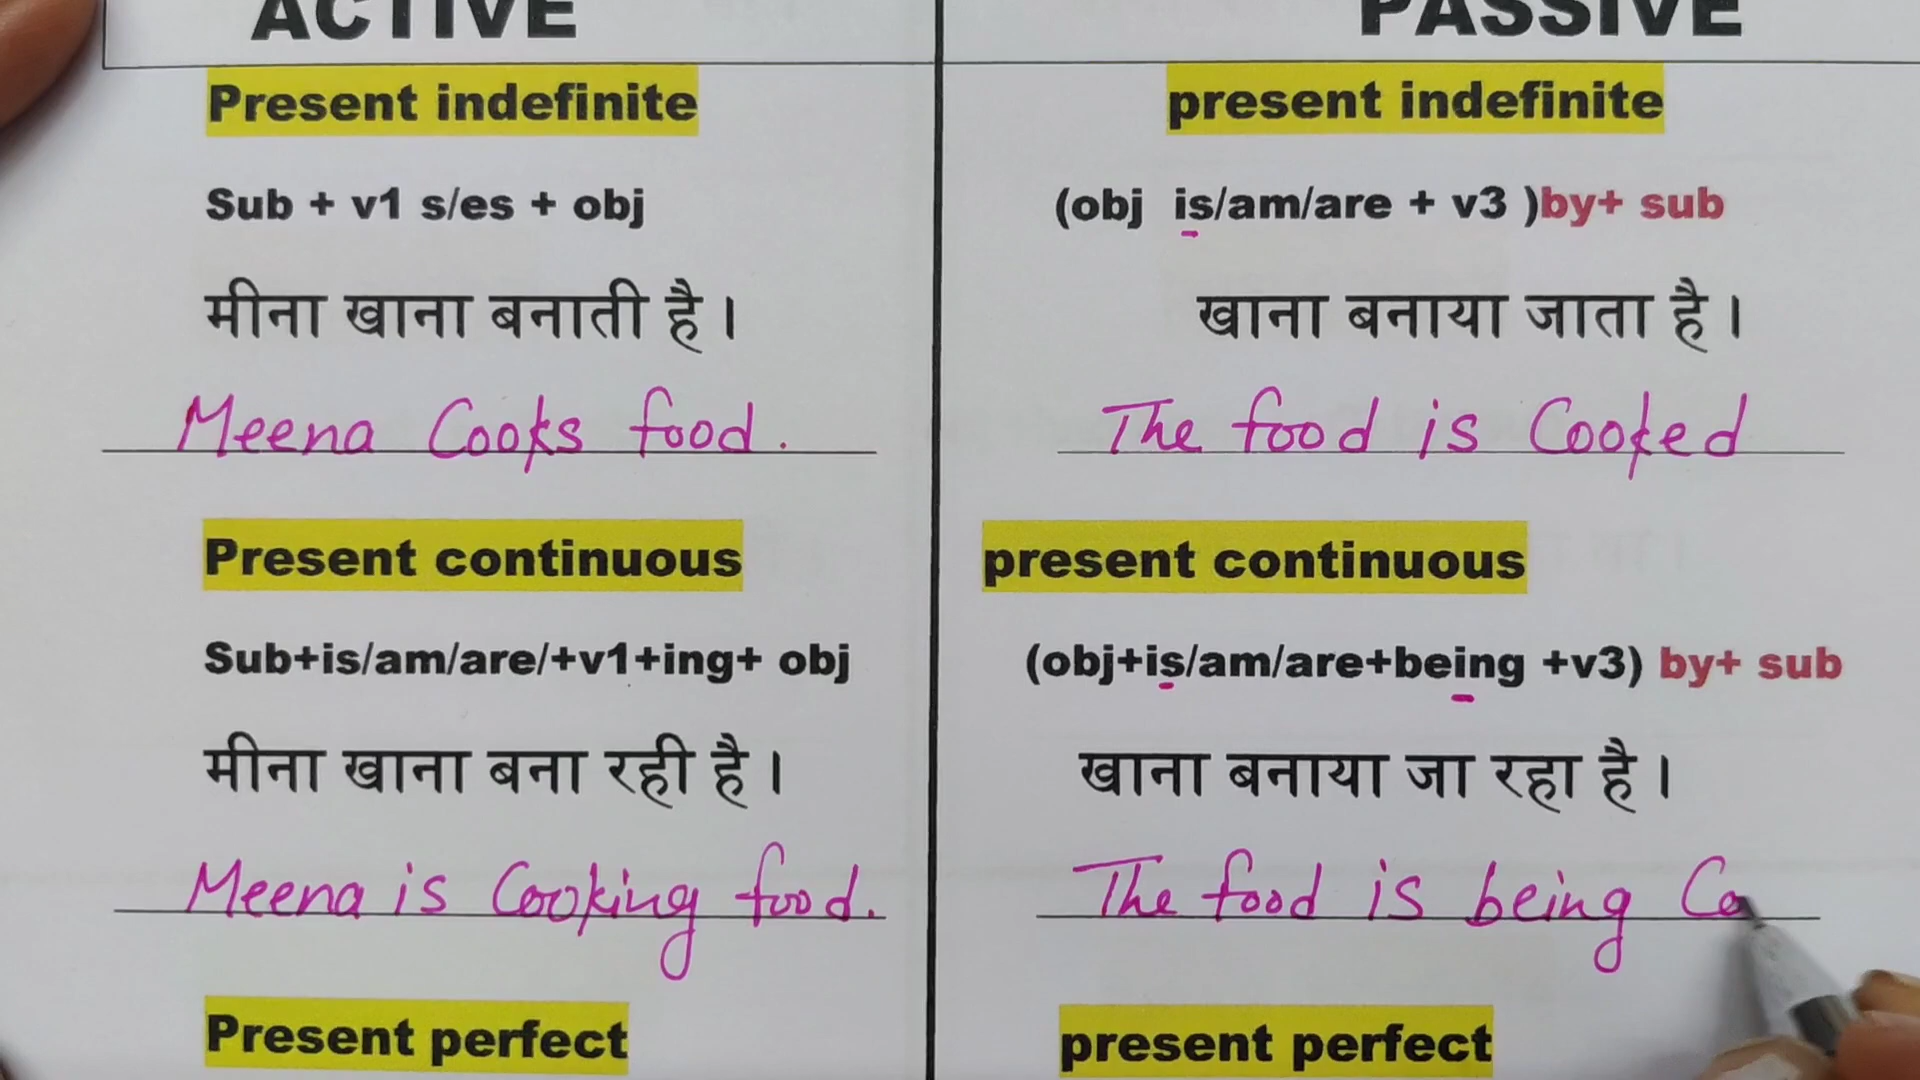 ACTIVE
PASSIVE
Present indefinite
present indefinite
Sub + v1 s/es + obj
(obj is/am/are + v3 )by+ sub
मीना खाना बनाती है।
खाना बनाया जाता है।
Meena Cooks food.
The food is Cooked
Present continuous
present continuous
Sub+is/am/are/+v1+ing+ obj
(obj+is/am/are+being +v3) by+ sub
मीना खाना बना रही है।
खाना बनाया जा रहा है।
Meena is Cooking food.
The food is being Co
Present perfect
present perfect